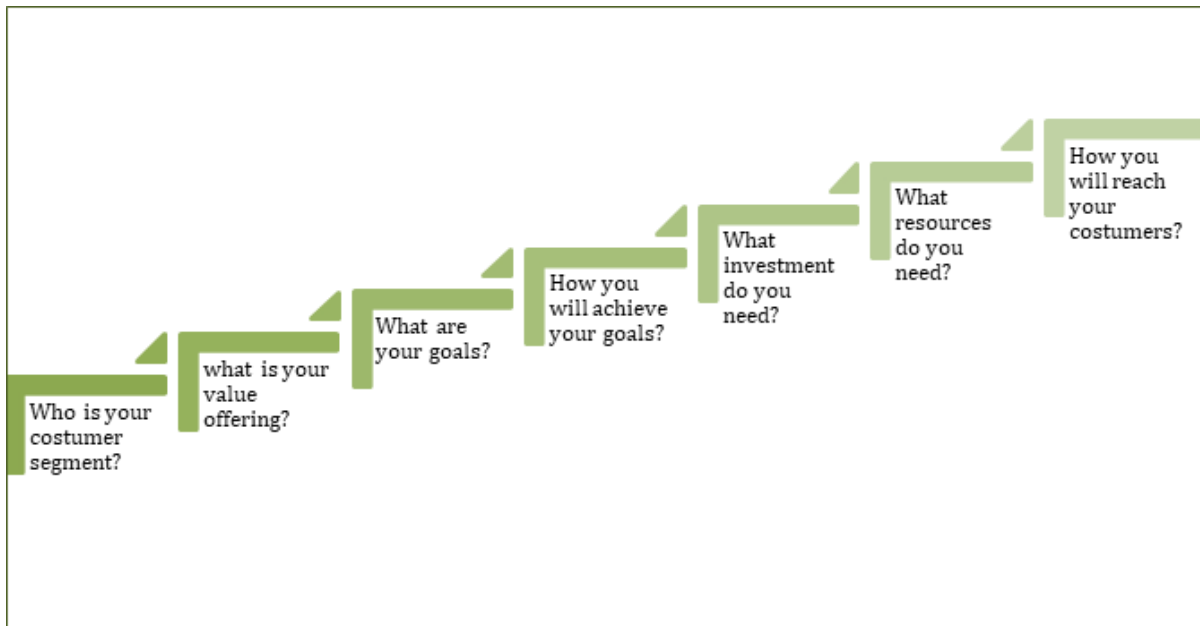 Who is your
costumer
segment?
what is your
value
offering?
What are
your goals?
How you
will achieve
your goals?
What
investment
do you
need?
What
resources
do you
need?
How you
will reach
your
costumers?